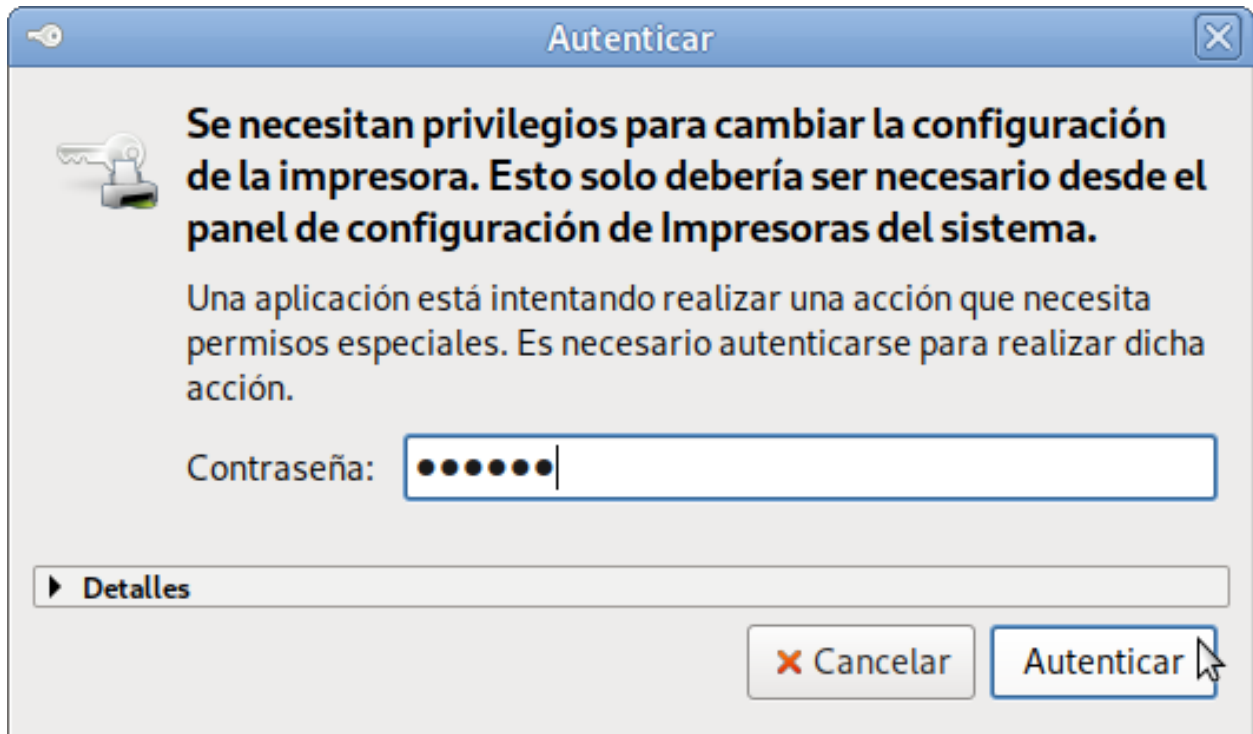 Autenticar
Se necesitan privilegios para cambiar la configuración
de la impresora. Esto solo debería ser necesario desde el
panel de configuración de Impresoras del sistema.
Una aplicación está intentando realizar una acción que necesita
permisos especiales. Es necesario autenticarse para realizar dicha
acción.
Contraseña: ●●●●●●
Detalles
Cancelar Autenticar